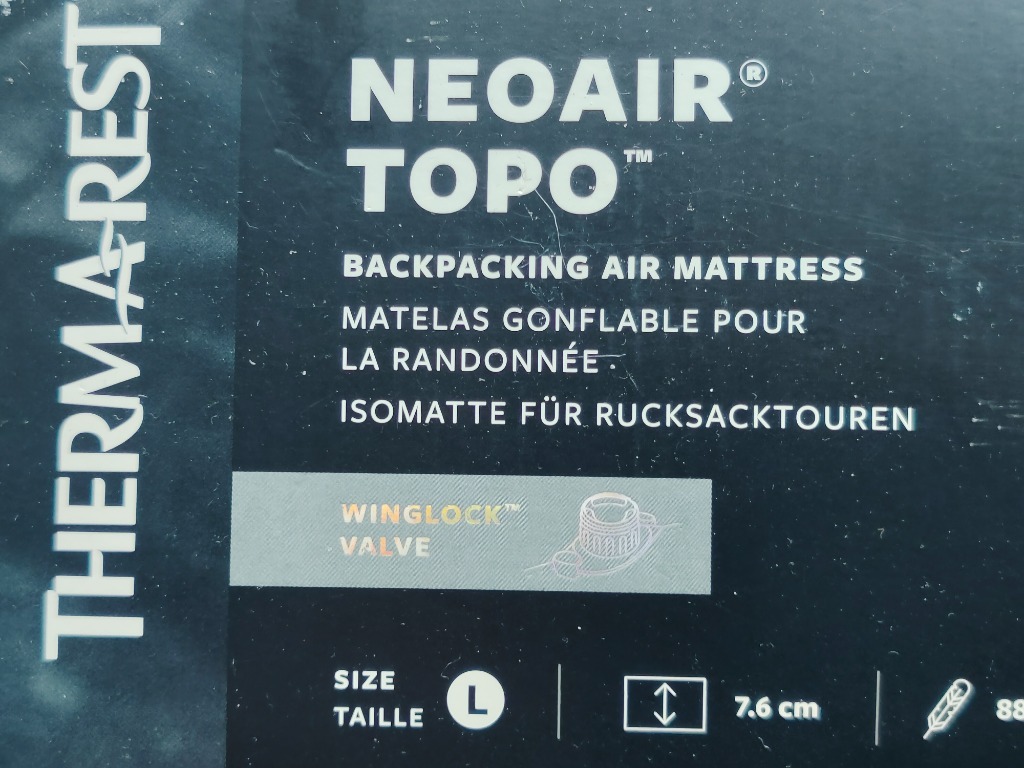 THERMAREST
NEOAIR®
TOPO™
BACKPACKING AIR MATTRESS
MATELAS GONFLABLE POUR
LA RANDONNÉE
ISOMATTE FÜR RUCKSACKTOUREN
WINGLOCK™
VALVE
SIZE
TAILLE
L
7.6 cm